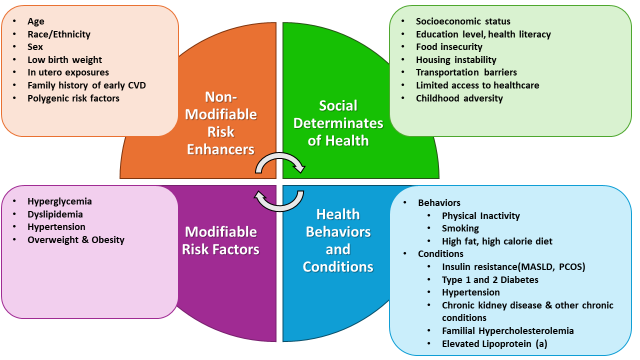 • Age
• Race/Ethnicity
• Sex
• Low birth weight
• In utero exposures
• Family history of early CVD
• Polygenic risk factors
Non-
Modifiable
Risk
Enhancers
Social
Determinates
of Health
• Socioeconomic status
• Education level, health literacy
• Food insecurity
• Housing instability
• Transportation barriers
• Limited access to healthcare
• Childhood adversity
• Hyperglycemia
• Dyslipidemia
• Hypertension
• Overweight & Obesity
Modifiable
Risk Factors
Health
Behaviors
and
Conditions
• Behaviors
• Physical Inactivity
• Smoking
• High fat, high calorie diet
• Conditions
• Insulin resistance(MASLD, PCOS)
• Type 1 and 2 Diabetes
• Hypertension
• Chronic kidney disease & other chronic
conditions
• Familial Hypercholesterolemia
• Elevated Lipoprotein (a)